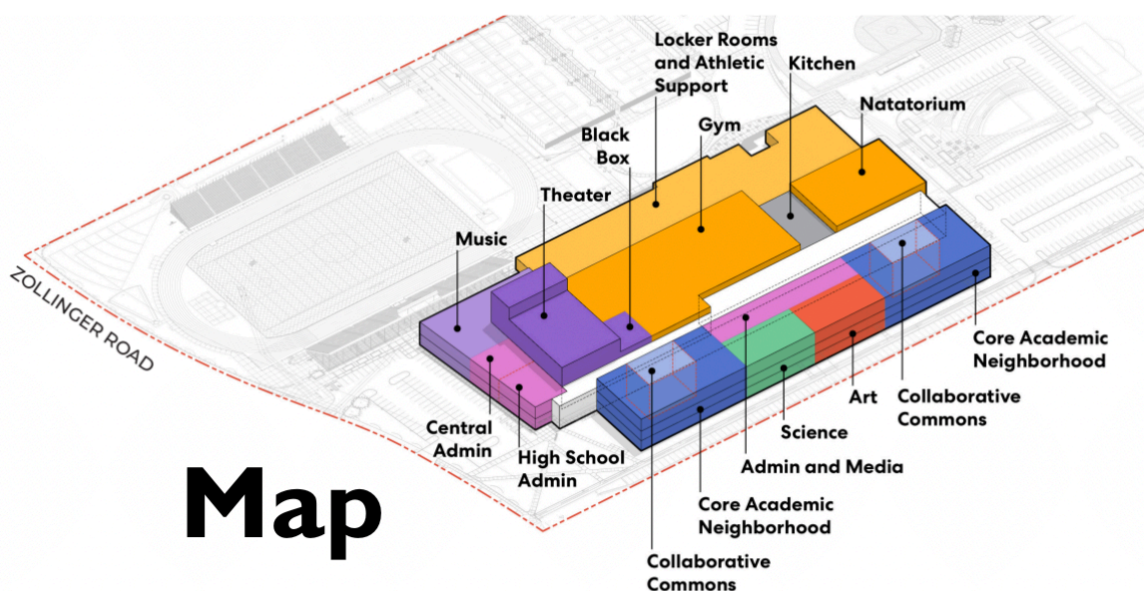 Locker Rooms
and Athletic
Support
Kitchen
Natatorium
Gym
Black
Box
Theater
Music
ZOLLINGER ROAD
Core Academic
Neighborhood
Collaborative
Commons
Art
Science
Central
Admin
High School
Admin
Admin and Media
Core Academic
Neighborhood
Collaborative
Commons
Map